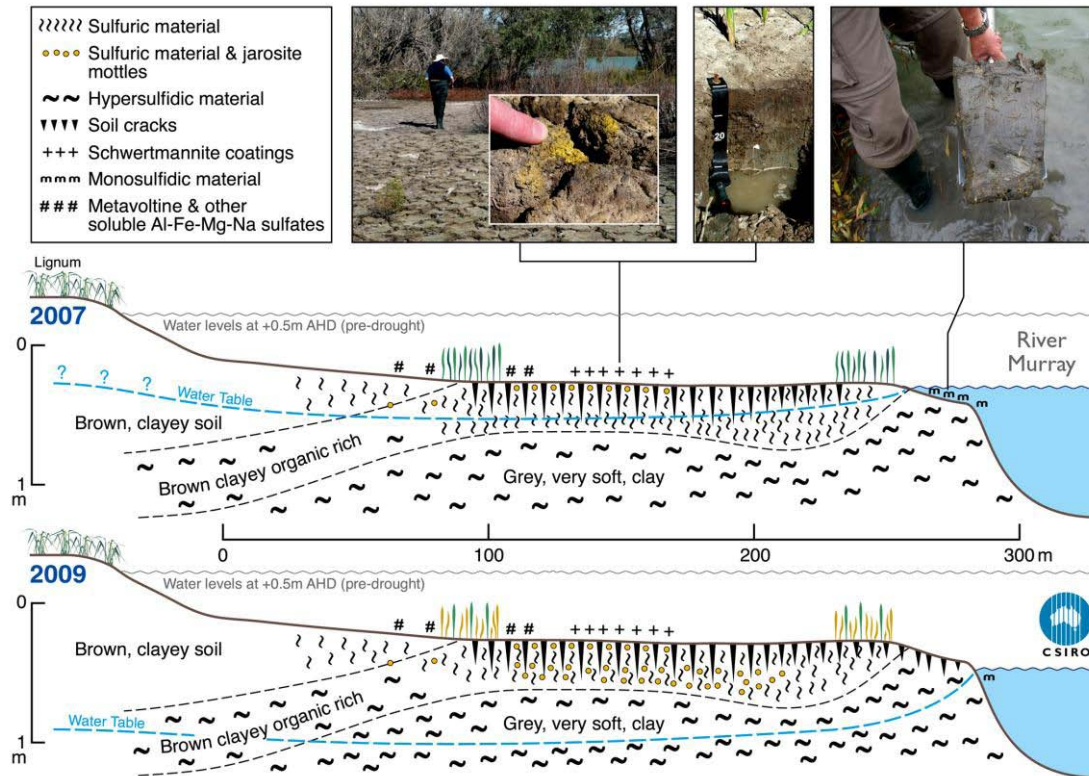 Sulfuric material
Sulfuric material & jarosite
mottles
Hypersulfidic material
Soil cracks
+++ Schwertmannite coatings
mmm Monosulfidic material
### Metavoltine & other
soluble Al-Fe-Mg-Na sulfates
20
Lignum
2007
Water levels at +0.5m AHD (pre-drought)
River
Murray
0
? ? ?
Water Table
# # # #
+ + + + + + +
m m m m
Brown, clayey soil
Brown clayey organic rich
Grey, very soft, clay
1
m
0 100 200 300 m
2009
Water levels at +0.5m AHD (pre-drought)
0
CSIRO
# # # #
+ + + + + + +
m
Brown, clayey soil
Water Table
Brown clayey organic rich
Grey, very soft, clay
1
m